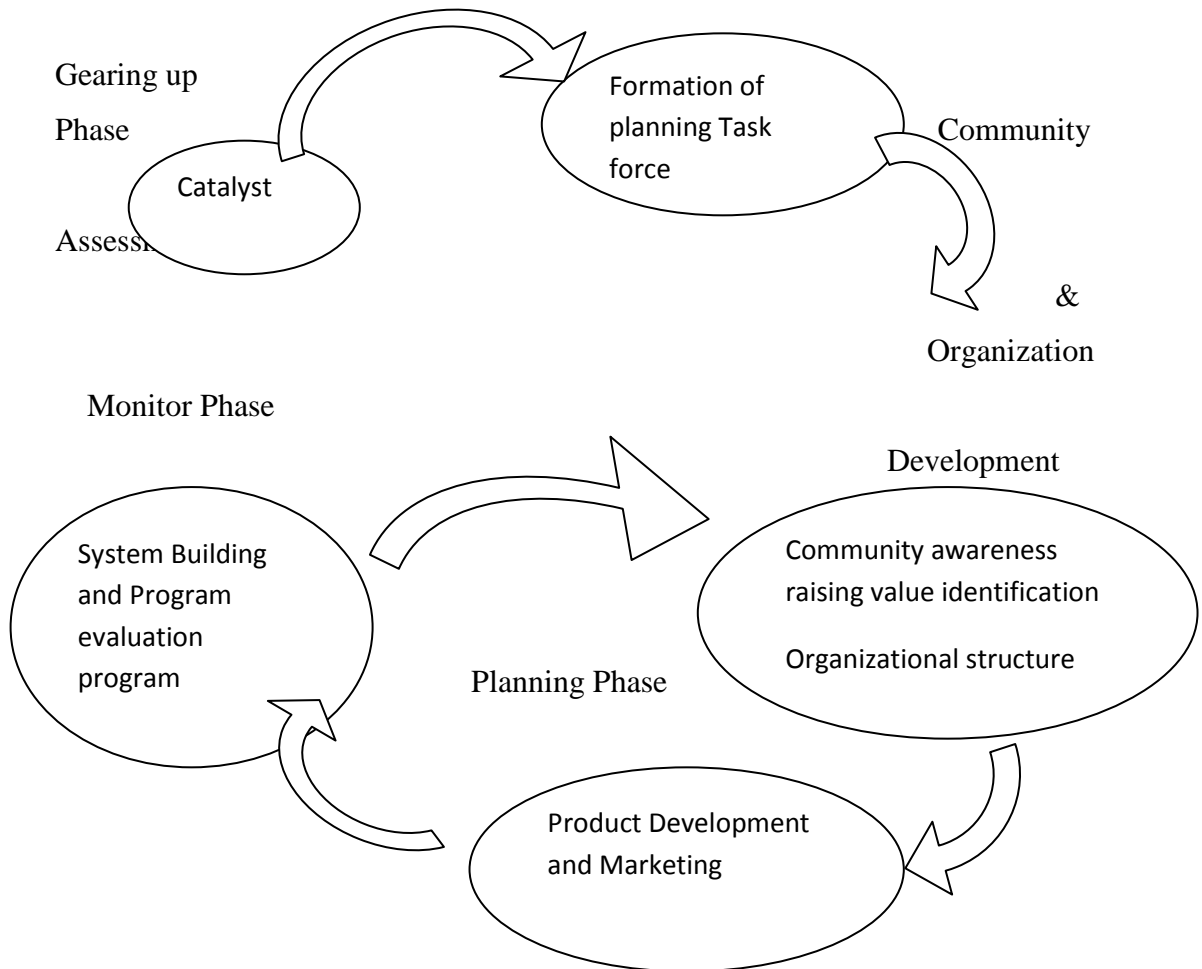 Gearing up
Phase
Catalyst
Formation of
planning Task
force
Community
&
Organization
Monitor Phase
Development
System Building
and Program
evaluation
program
Community awareness
raising value identification
Organizational structure
Planning Phase
Product Development
and Marketing